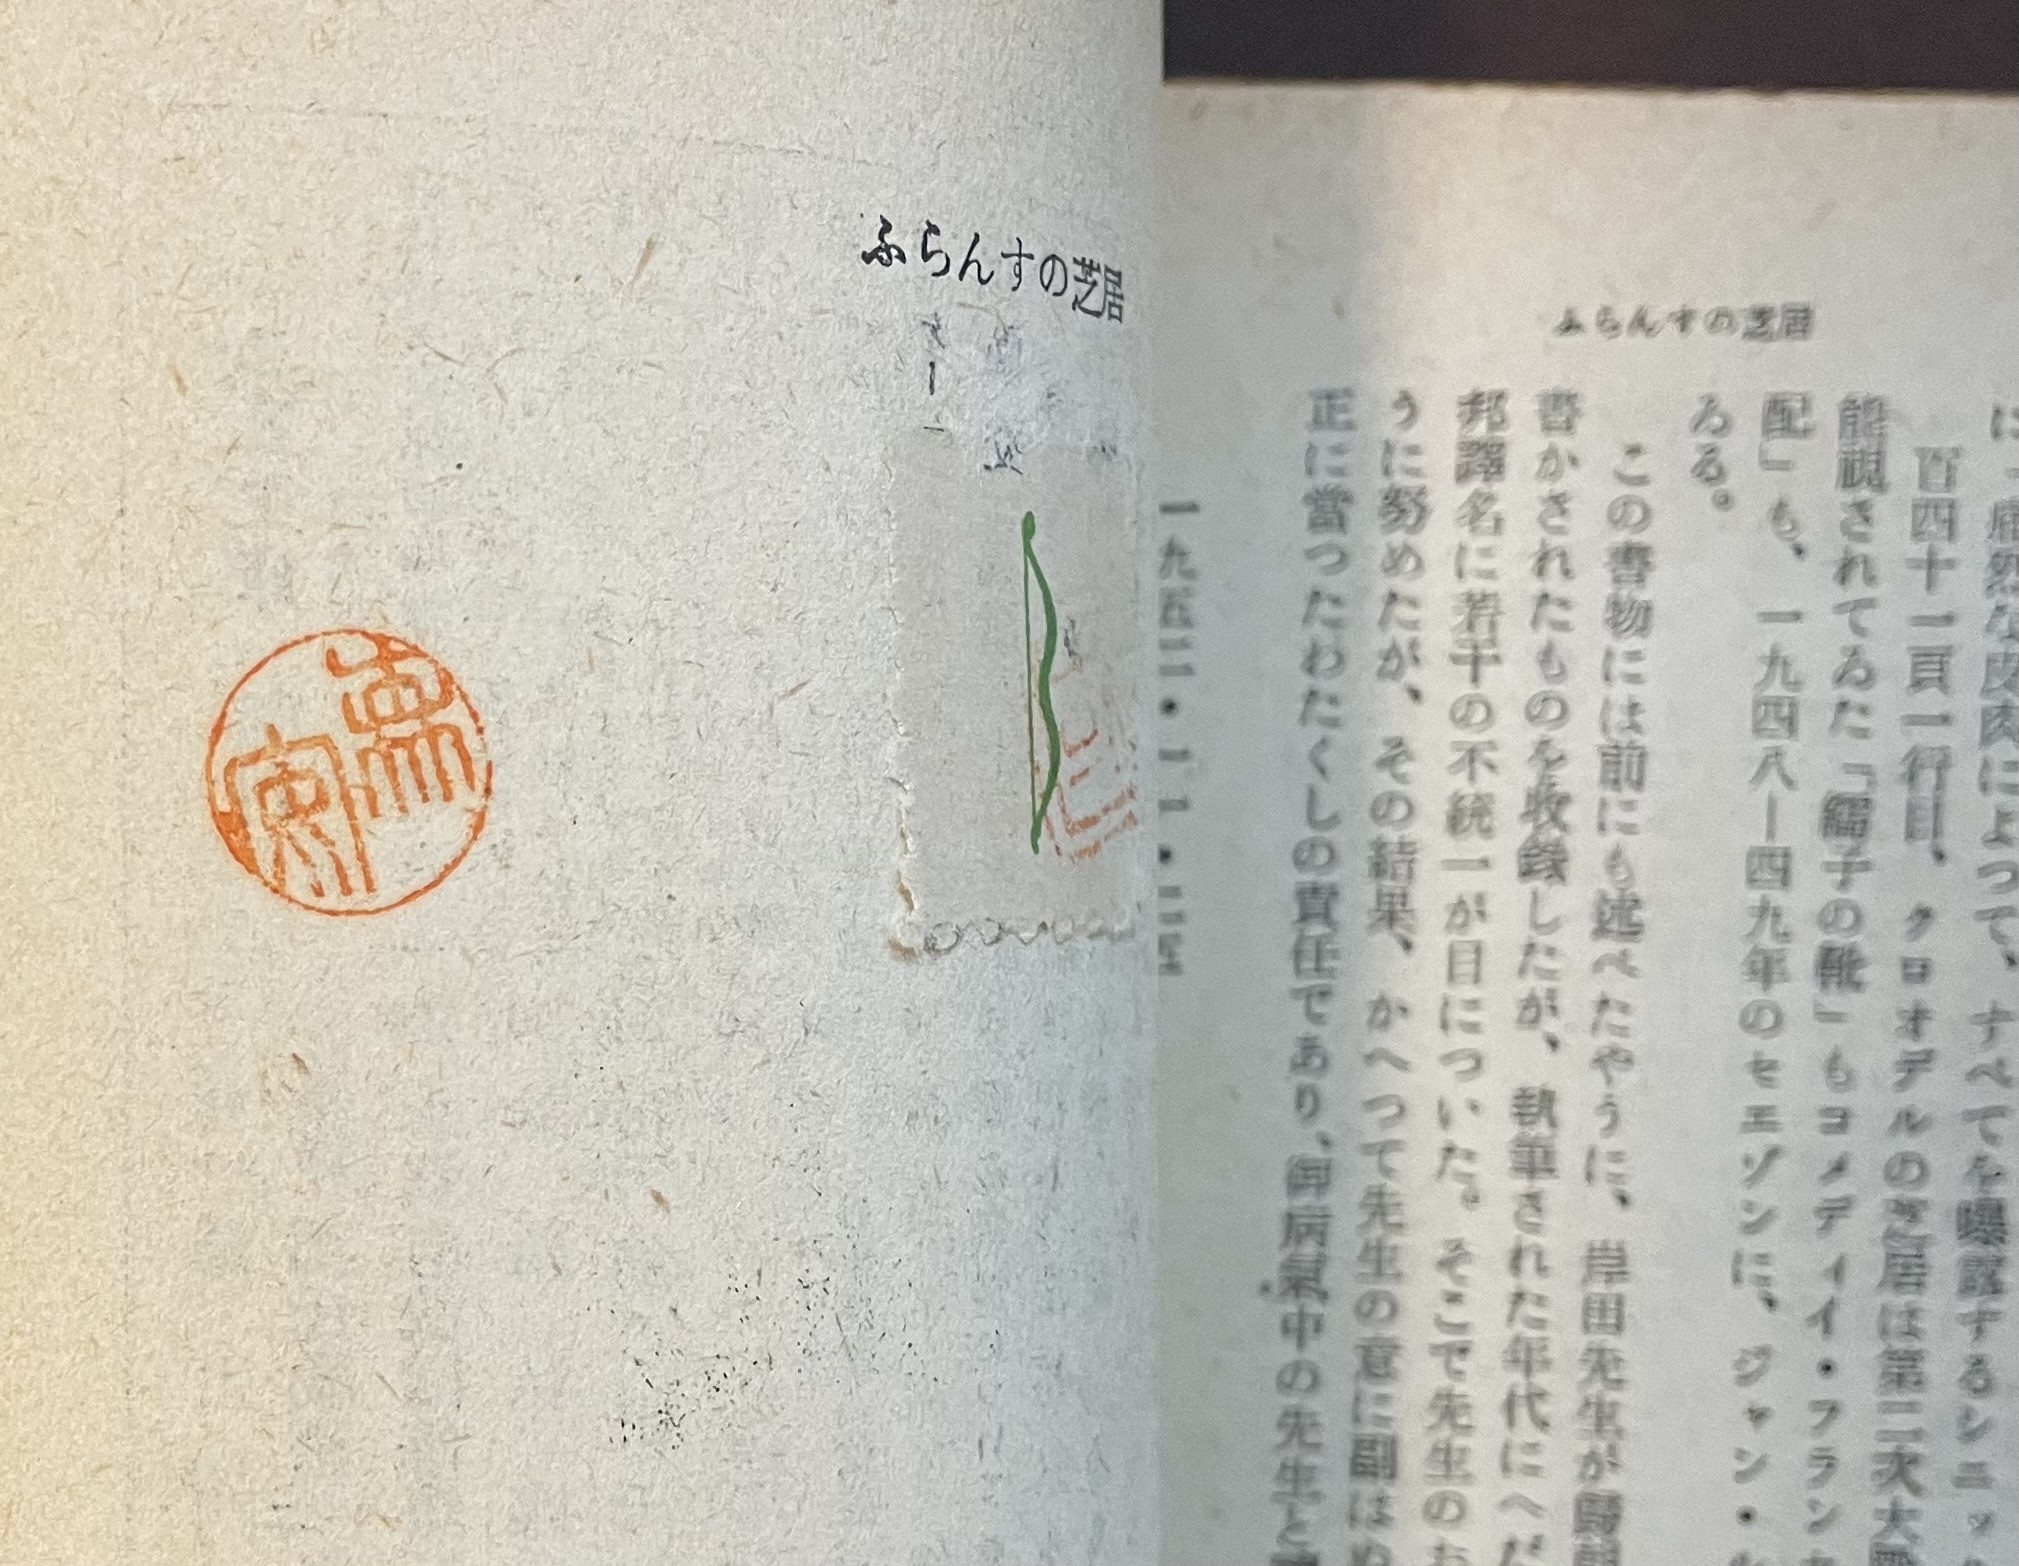 ふらんすの芝居
に「痛烈な皮肉によつて、すべてを曝露するシニッ
百四十一頁一行目、クロオデルの芝居は第二次大
能視されてゐた「繻子の靴」もコメディイ・フラン
配」も、一九四八—四九年のセエゾンに、ジャン・
ゐる。
この書物には前にも述べたやうに、岸田先生が歸
書かされたものを收錄したが、執筆された年代にへだ
邦譯名に若干の不統一が目についた。そこで先生のお
うに努めたが、その結果、かへつて先生の意に副はぬ
正に當つたわたくしの責任であり、御病氣中の先生と
一九五三・一一・二五
ふらんすの芝居